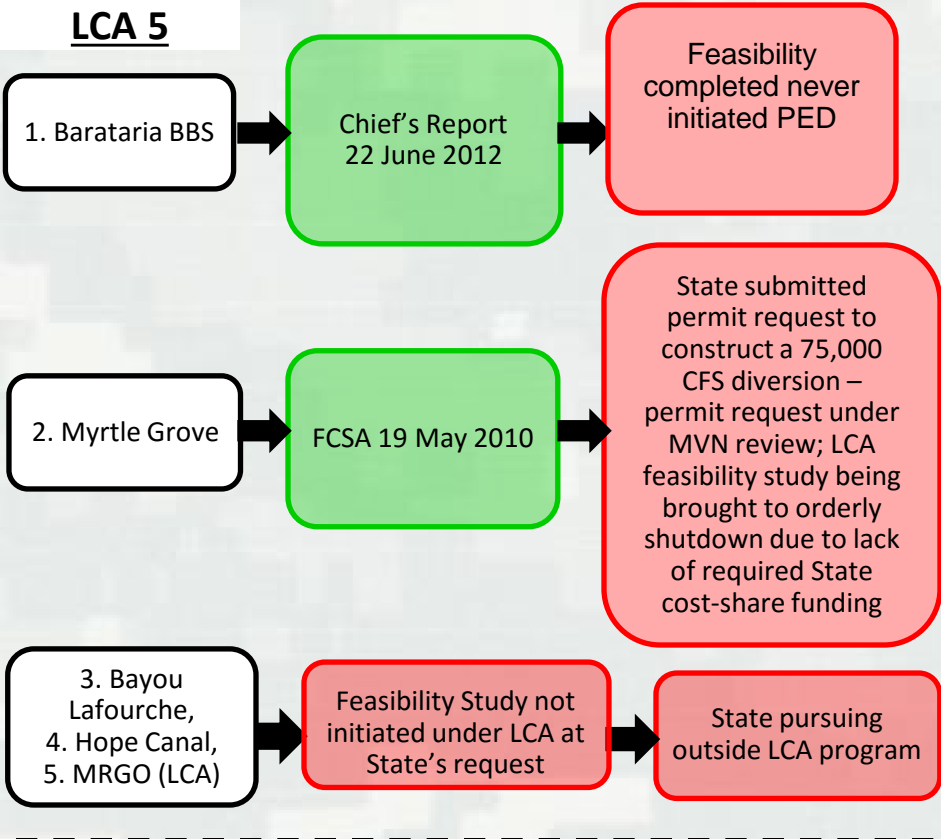 LCA 5
1. Barataria BBS
Chief's Report
22 June 2012
Feasibility
completed never
initiated PED
2. Myrtle Grove
FCSA 19 May 2010
State submitted
permit request to
construct a 75,000
CFS diversion –
permit request under
MVN review; LCA
feasibility study being
brought to orderly
shutdown due to lack
of required State
cost-share funding
3. Bayou
Lafourche,
4. Hope Canal,
5. MRGO (LCA)
Feasibility Study not
initiated under LCA at
State's request
State pursuing
outside LCA program